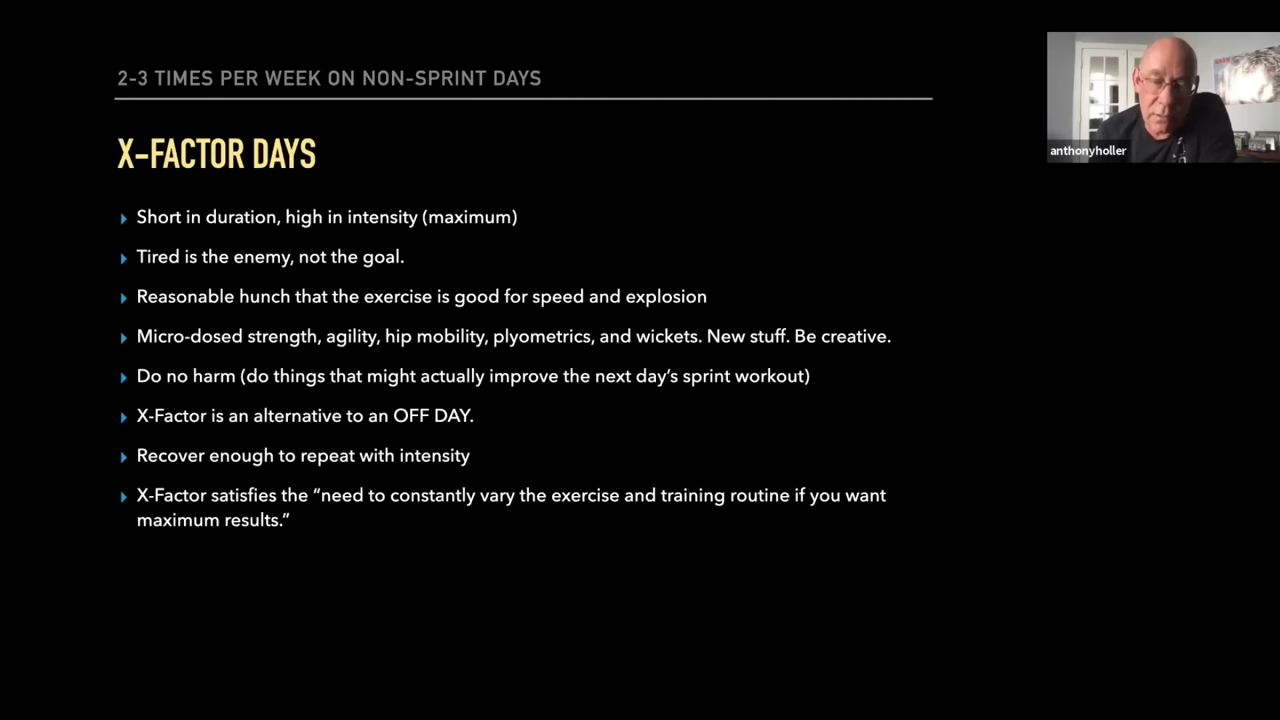 2-3 TIMES PER WEEK ON NON-SPRINT DAYS
X-FACTOR DAYS
Short in duration, high in intensity (maximum)
Tired is the enemy, not the goal.
Reasonable hunch that the exercise is good for speed and explosion
Micro-dosed strength, agility, hip mobility, plyometrics, and wickets. New stuff. Be creative.
Do no harm (do things that might actually improve the next day’s sprint workout)
X-Factor is an alternative to an OFF DAY.
Recover enough to repeat with intensity
X-Factor satisfies the “need to constantly vary the exercise and training routine if you want
maximum results.”
anthonyholler